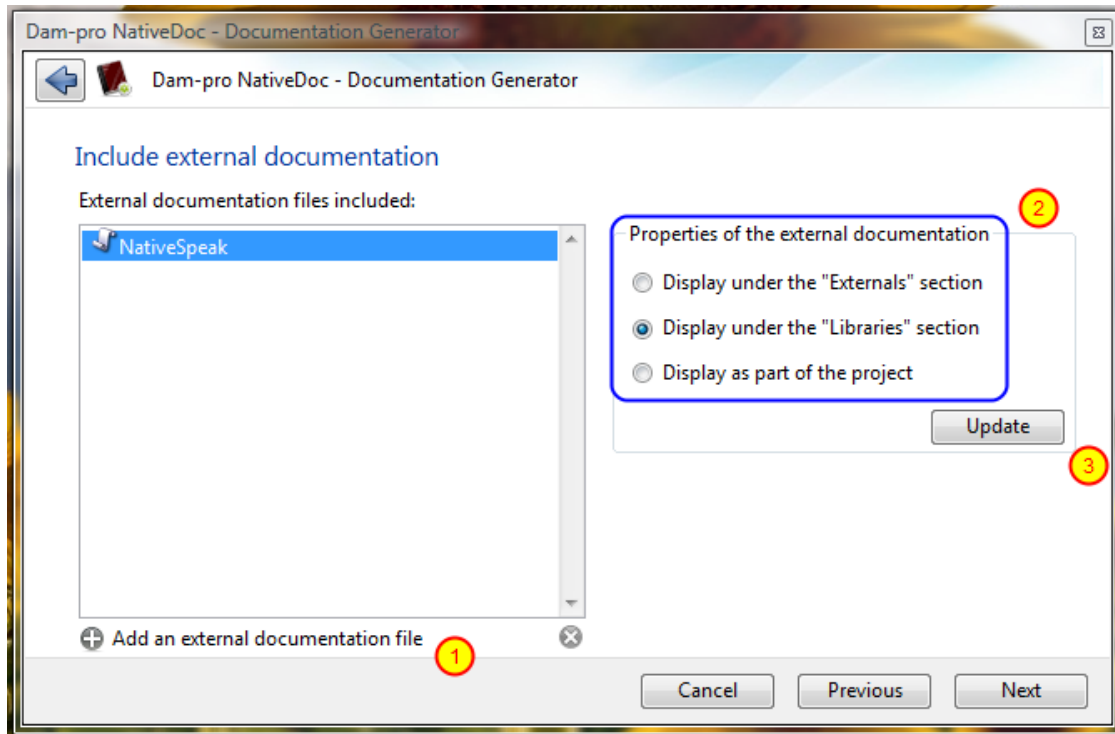 Dam-pro NativeDoc - Documentation Generator
Dam-pro NativeDoc - Documentation Generator
Include external documentation
External documentation files included:
NativeSpeak
2
Properties of the external documentation
Display under the "Externals" section
Display under the "Libraries" section
Display as part of the project
Update
3
Add an external documentation file
1
Cancel Previous Next